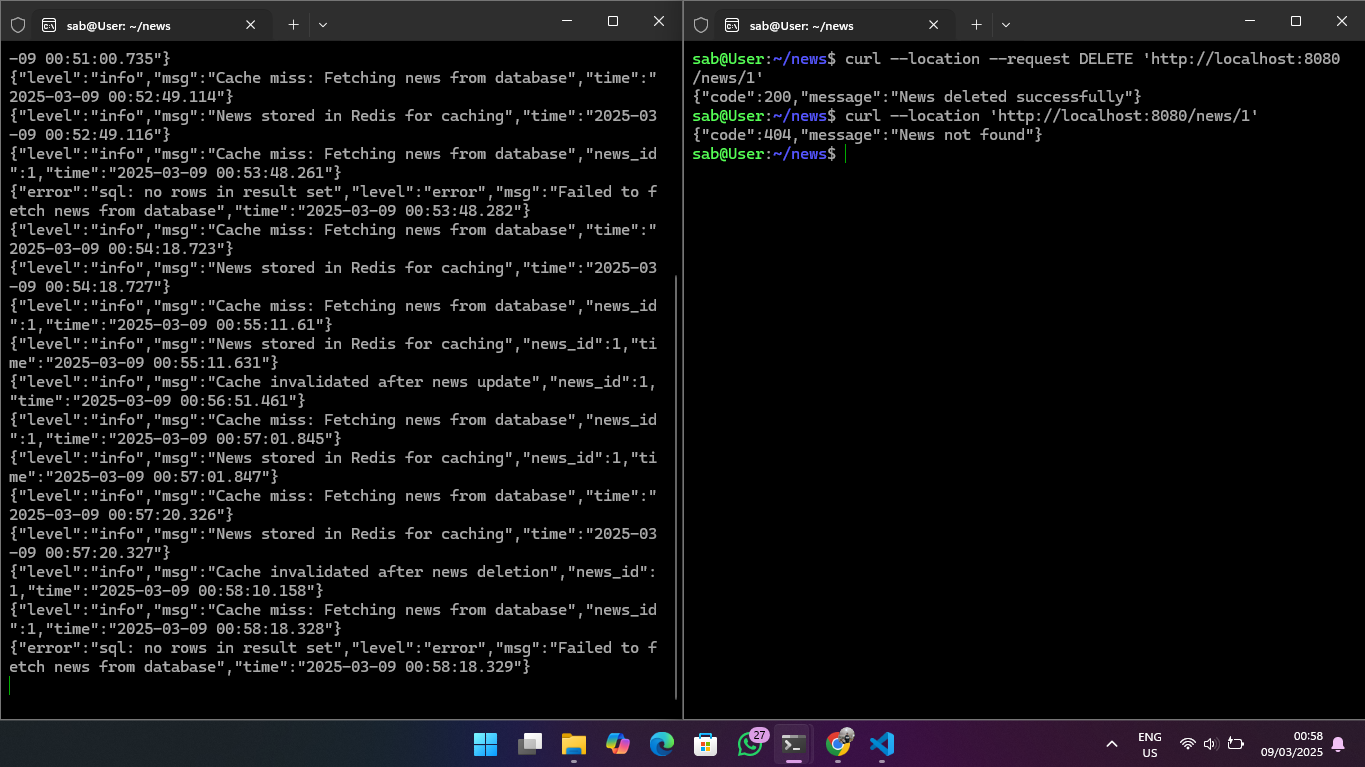 sab@User: ~/news
-09 00:51:00.735"}
{"level":"info","msg":"Cache miss: Fetching news from database","time":"
2025-03-09 00:52:49.114"}
{"level":"info","msg":"News stored in Redis for caching","time":"2025-03
-09 00:52:49.116"}
{"level":"info","msg":"Cache miss: Fetching news from database","news_id
":1,"time":"2025-03-09 00:53:48.261"}
{"error":"sql: no rows in result set","level":"error","msg":"Failed to f
etch news from database","time":"2025-03-09 00:53:48.282"}
{"level":"info","msg":"Cache miss: Fetching news from database","time":"
2025-03-09 00:54:18.723"}
{"level":"info","msg":"News stored in Redis for caching","time":"2025-03
-09 00:54:18.727"}
{"level":"info","msg":"Cache miss: Fetching news from database","news_id
":1,"time":"2025-03-09 00:55:11.61"}
{"level":"info","msg":"News stored in Redis for caching","news_id":1,"ti
me":"2025-03-09 00:55:11.631"}
{"level":"info","msg":"Cache invalidated after news update","news_id":1,
"time":"2025-03-09 00:56:51.461"}
{"level":"info","msg":"Cache miss: Fetching news from database","news_id
":1,"time":"2025-03-09 00:57:01.845"}
{"level":"info","msg":"News stored in Redis for caching","news_id":1,"ti
me":"2025-03-09 00:57:01.847"}
{"level":"info","msg":"Cache miss: Fetching news from database","time":"
2025-03-09 00:57:20.326"}
{"level":"info","msg":"News stored in Redis for caching","time":"2025-03
-09 00:57:20.327"}
{"level":"info","msg":"Cache invalidated after news deletion","news_id":
1,"time":"2025-03-09 00:58:10.158"}
{"level":"info","msg":"Cache miss: Fetching news from database","news_id
":1,"time":"2025-03-09 00:58:18.328"}
{"error":"sql: no rows in result set","level":"error","msg":"Failed to f
etch news from database","time":"2025-03-09 00:58:18.329"}
sab@User: ~/news
sab@User:~/news$ curl --location --request DELETE 'http://localhost:8080
/news/1'
{"code":200,"message":"News deleted successfully"}
sab@User:~/news$ curl --location 'http://localhost:8080/news/1'
{"code":404,"message":"News not found"}
sab@User:~/news$
27
ENG
US
00:58
09/03/2025